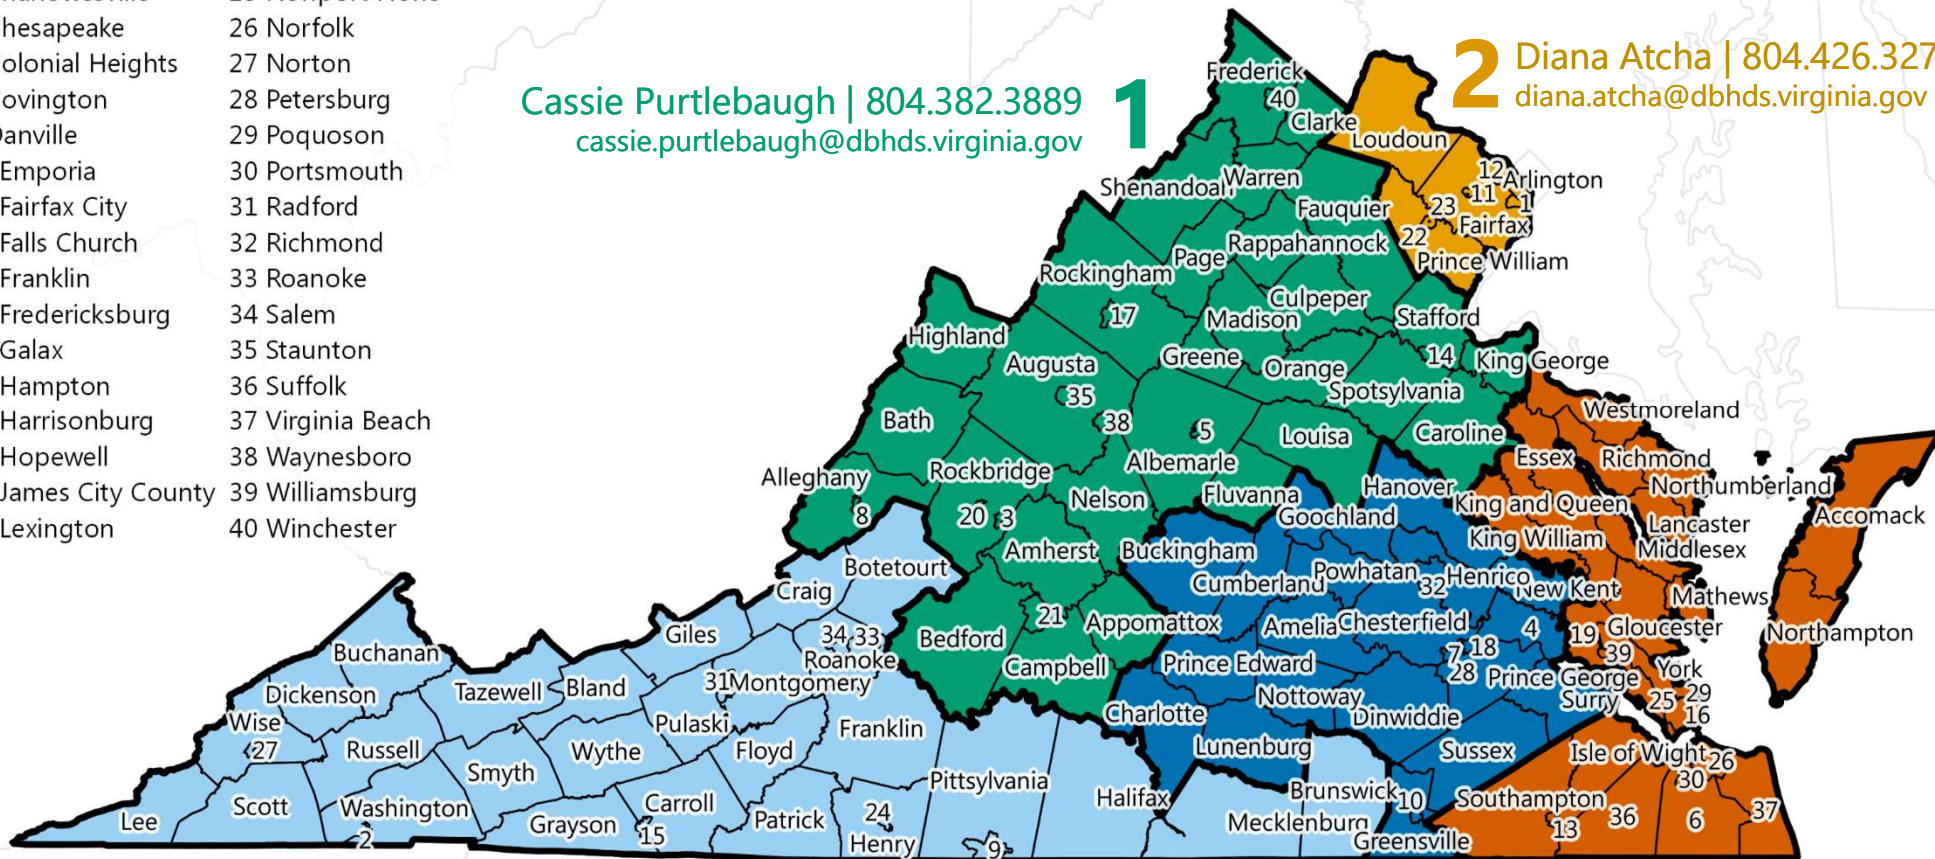 hesapeake
olonial Heights
ovington
anville
Emporia
Fairfax City
Falls Church
Franklin
Fredericksburg
Galax
Hampton
Harrisonburg
Hopewell
James City County
Lexington
26 Norfolk
27 Norton
28 Petersburg
29 Poquoson
30 Portsmouth
31 Radford
32 Richmond
33 Roanoke
34 Salem
35 Staunton
36 Suffolk
37 Virginia Beach
38 Waynesboro
39 Williamsburg
40 Winchester
Cassie Purtlebaugh | 804.382.3889
cassie.purtlebaugh@dbhds.virginia.gov
1
2
Diana Atcha | 804.426.327
diana.atcha@dbhds.virginia.gov
Frederick
40
Clarke
Loudoun
12
Arlington
11
1
Shenandoah
Warren
23
Fairfax
Fauquier
22
Rappahannock
Page
Prince William
Rockingham
Culpeper
17
Madison
Stafford
Highland
Greene
14
King George
Augusta
Orange
35
Spotsylvania
Westmoreland
Bath
38
5
Louisa
Caroline
Albemarle
Essex
Richmond
Alleghany
Rockbridge
Nelson
Fluvanna
Hanover
Northumberland
8
20
3
Goochland
King and Queen
Lancaster
Accomack
Amherst
Buckingham
King William
Middlesex
Botetourt
Cumberland
Powhatan
32
Henrico
New Kent
Craig
Mathews
21
Appomattox
Amelia
Chesterfield
4
19
Gloucester
Northampton
Giles
34
33
Bedford
7
18
39
Buchanan
Roanoke
Campbell
Prince Edward
28
Prince George
York
Dickenson
Tazewell
Bland
31
Montgomery
Nottoway
Surry
25
29
16
Wise
27
Pulaski
Franklin
Charlotte
Dinwiddie
Russell
Wythe
Floyd
Lunenburg
Sussex
Isle of Wight
26
Smyth
Pittsylvania
30
Scott
Washington
Carroll
Halifax
Brunswick
10
Southampton
Lee
2
Grayson
15
Patrick
24
Henry
9
Mecklenburg
Greensville
13
36
6
37